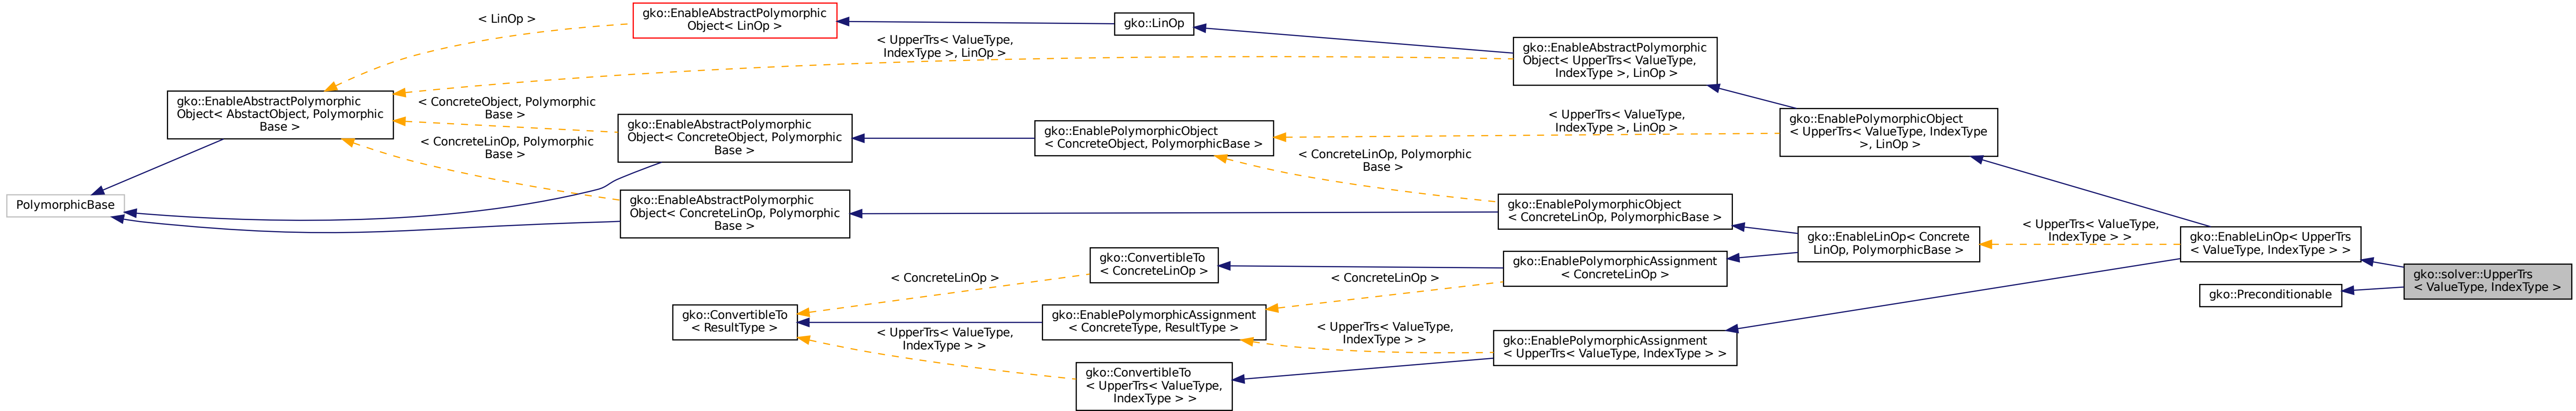 PolymorphicBase
gko::EnableAbstractPolymorphic
Object< AbstactObject, Polymorphic
Base >
< LinOp >
< UpperTrs< ValueType,
IndexType >, LinOp >
< ConcreteObject, Polymorphic
Base >
< ConcreteLinOp, Polymorphic
Base >
gko::EnableAbstractPolymorphic
Object< LinOp >
gko::LinOp
gko::EnableAbstractPolymorphic
Object< UpperTrs< ValueType,
IndexType >, LinOp >
gko::EnableAbstractPolymorphic
Object< ConcreteObject, Polymorphic
Base >
gko::EnablePolymorphicObject
< ConcreteObject, PolymorphicBase >
< UpperTrs< ValueType,
IndexType >, LinOp >
< ConcreteLinOp, Polymorphic
Base >
gko::EnablePolymorphicObject
< UpperTrs< ValueType, IndexType
>, LinOp >
gko::EnableAbstractPolymorphic
Object< ConcreteLinOp, Polymorphic
Base >
gko::EnablePolymorphicObject
< ConcreteLinOp, PolymorphicBase >
gko::ConvertibleTo
< ConcreteLinOp >
gko::EnablePolymorphicAssignment
< ConcreteLinOp >
gko::EnableLinOp< Concrete
LinOp, PolymorphicBase >
< UpperTrs< ValueType,
IndexType > >
gko::EnableLinOp< UpperTrs
< ValueType, IndexType > >
gko::solver::UpperTrs
< ValueType, IndexType >
gko::Preconditionable
< ConcreteLinOp >
gko::ConvertibleTo
< ResultType >
< UpperTrs< ValueType,
IndexType > >
gko::EnablePolymorphicAssignment
< ConcreteType, ResultType >
< ConcreteLinOp >
< UpperTrs< ValueType,
IndexType > >
gko::EnablePolymorphicAssignment
< UpperTrs< ValueType, IndexType > >
gko::ConvertibleTo
< UpperTrs< ValueType,
IndexType > >